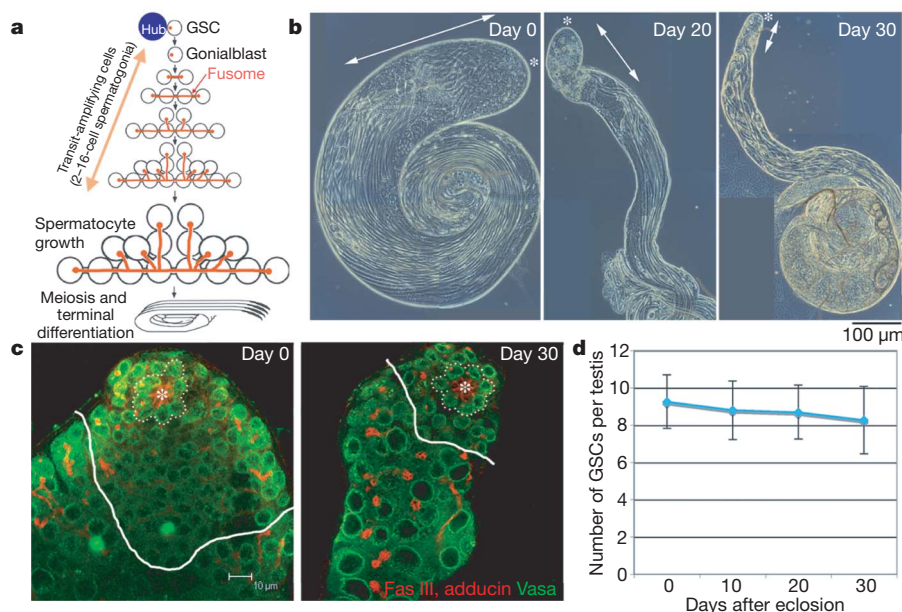 a
Hub
GSC
Gonialblast
Fusome
Transit-amplifying cells
(2–16-cell spermatogonia)
Spermatocyte
growth
Meiosis and
terminal
differentiation
b
Day 0
*
Day 20
*
Day 30
*
100 µm
c
Day 0
*
10 µm
Day 30
*
Fas III, adducin Vasa
d
Number of GSCs per testis
12
10
8
6
4
2
0
0 10 20 30
Days after eclosion